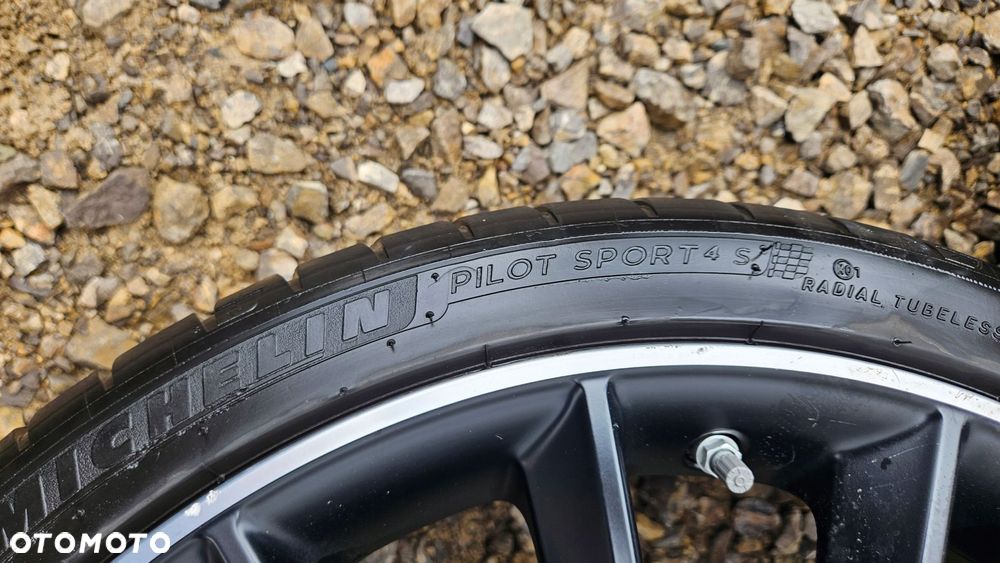 MICHELIN
PILOT SPORT 4 S
RADIAL TUBELESS
OTOMOTO